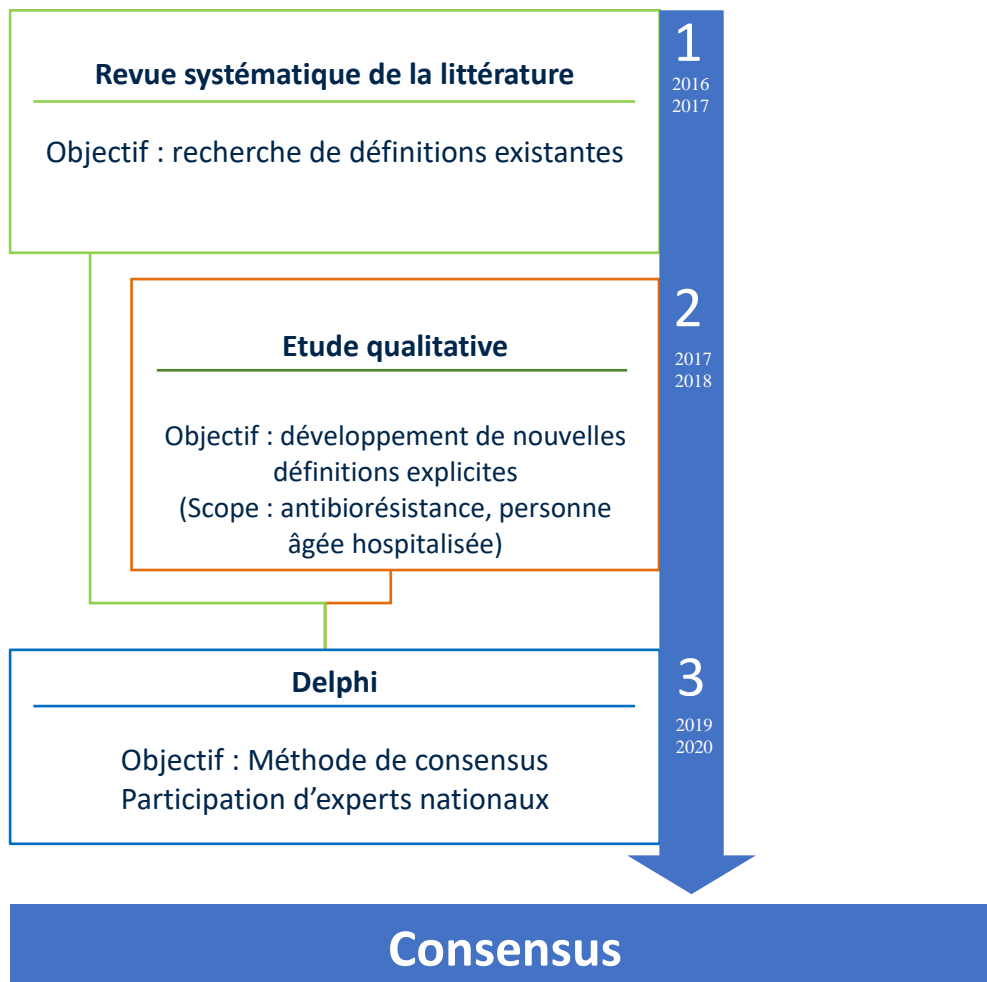 1
2016
2017
Revue systématique de la littérature
Objectif : recherche de définitions existantes
2
2017
2018
Etude qualitative
Objectif : développement de nouvelles
définitions explicites
(Scope : antibiorésistance, personne
âgée hospitalisée)
3
2019
2020
Delphi
Objectif : Méthode de consensus
Participation d’experts nationaux
Consensus